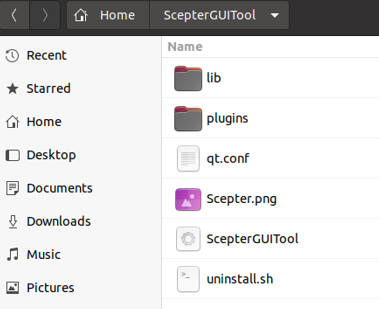 Home ScepterGUITool
Name
Recent
Starred
Home
Desktop
Documents
Downloads
Music
Pictures
lib
plugins
qt.conf
Scepter.png
ScepterGUITool
uninstall.sh